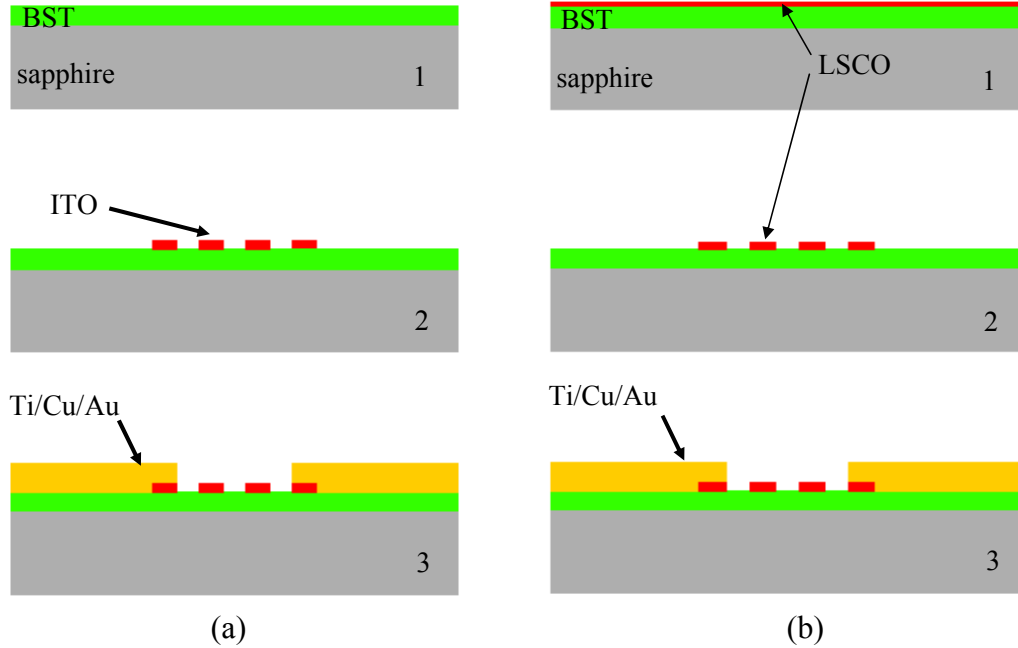 BST
sapphire
1
ITO
2
Ti/Cu/Au
3
(a)
BST
LSCO
sapphire
1
2
Ti/Cu/Au
3
(b)